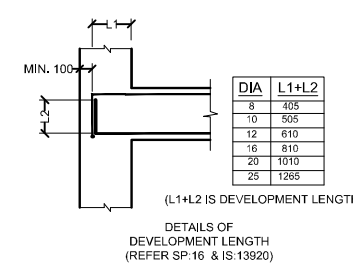 L1
MIN. 100
L2
DIA L1+L2
8 405
10 505
12 610
16 810
20 1010
25 1265
(L1+L2 IS DEVELOPMENT
DETAILS OF
DEVELOPMENT LENGTH
(REFER SP:16 & IS:13920)